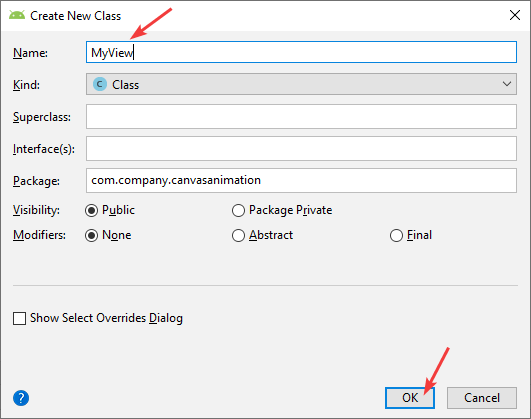 Create New Class
Name: MyView
Kind: C Class
Superclass:
Interface(s):
Package: com.company.canvasanimation
Visibility: Public Package Private
Modifiers: None Abstract Final
Show Select Overrides Dialog
? OK Cancel